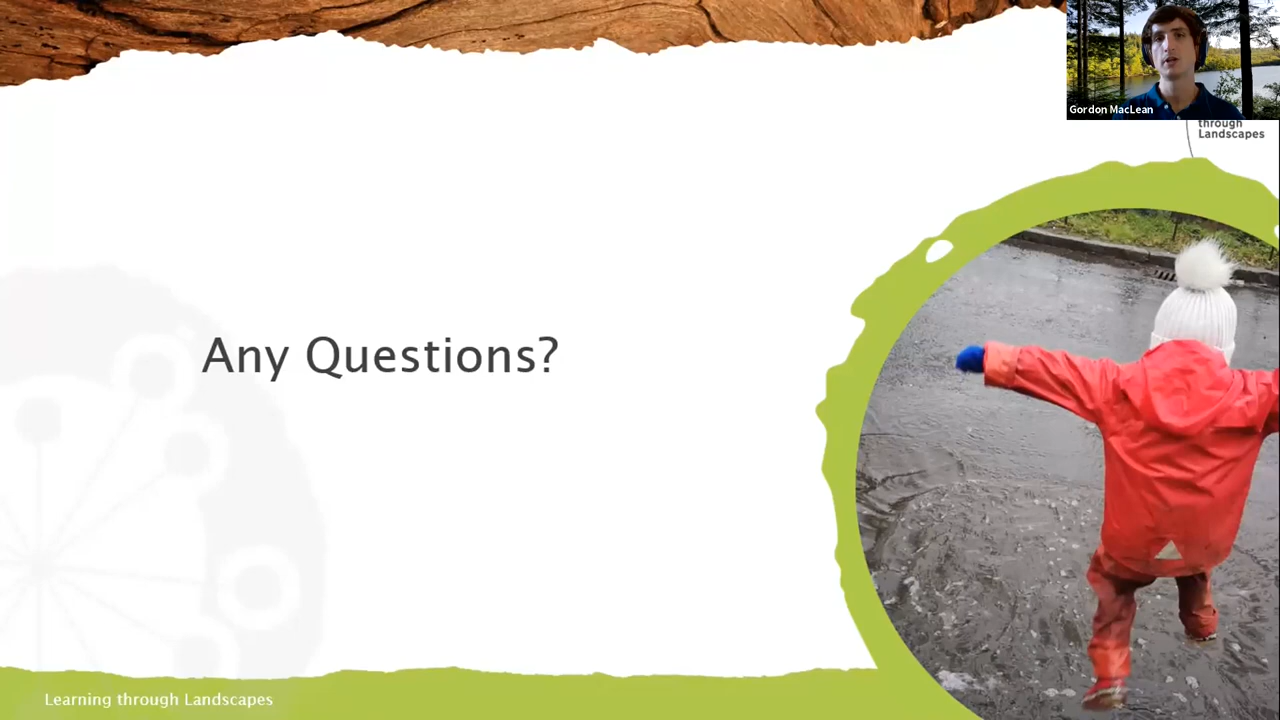 Gordon MacLean
through
Landscapes
Any Questions?
Learning through Landscapes